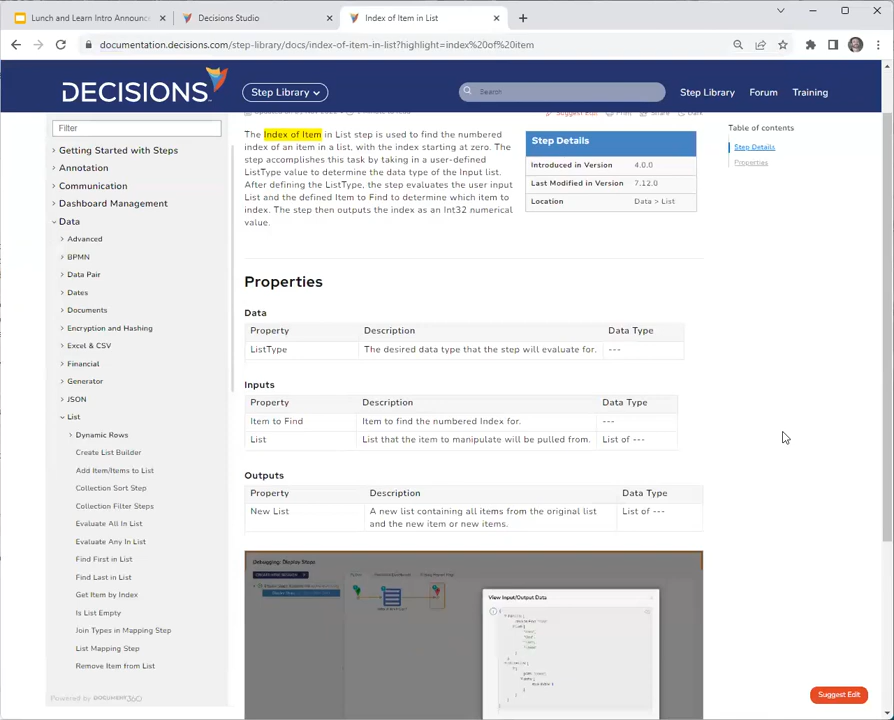 Lunch and Learn Intro Announc
Decisions Studio
Index of Item in List
documentation.decisions.com/step-library/docs/index-of-item-in-list?highlight=index%20of%20item
DECISIONS
Step Library
Search
Step Library
Forum
Training
Suggest Edit
Print
Share
Dark
Filter
Getting Started with Steps
Annotation
Communication
Dashboard Management
Data
Advanced
BPMN
Data Pair
Dates
Documents
Encryption and Hashing
Excel & CSV
Financial
Generator
JSON
List
Dynamic Rows
Create List Builder
Add Item/Items to List
Collection Sort Step
Collection Filter Steps
Evaluate All In List
Evaluate Any In List
Find First in List
Find Last in List
Get Item by Index
Is List Empty
Join Types in Mapping Step
List Mapping Step
Remove Item from List
Powered by DOCUMENT360
The Index of Item in List step is used to find the numbered
index of an item in a list, with the index starting at zero. The
step accomplishes this task by taking in a user-defined
ListType value to determine the data type of the Input list.
After defining the ListType, the step evaluates the user input
List and the defined Item to Find to determine which item to
index. The step then outputs the index as an Int32 numerical
value.
Step Details
Introduced in Version 4.0.0
Last Modified in Version 7.12.0
Location Data > List
Table of contents
Step Details
Properties
Properties
Data
Property Description Data Type
ListType The desired data type that the step will evaluate for. ---
Inputs
Property Description Data Type
Item to Find Item to find the numbered Index for. ---
List List that the item to manipulate will be pulled from. List of ---
Outputs
Property Description Data Type
New List A new list containing all items from the original list List of ---
and the new item or new items.
Debugging: Display Steps
View Input/Output Data
Suggest Edit